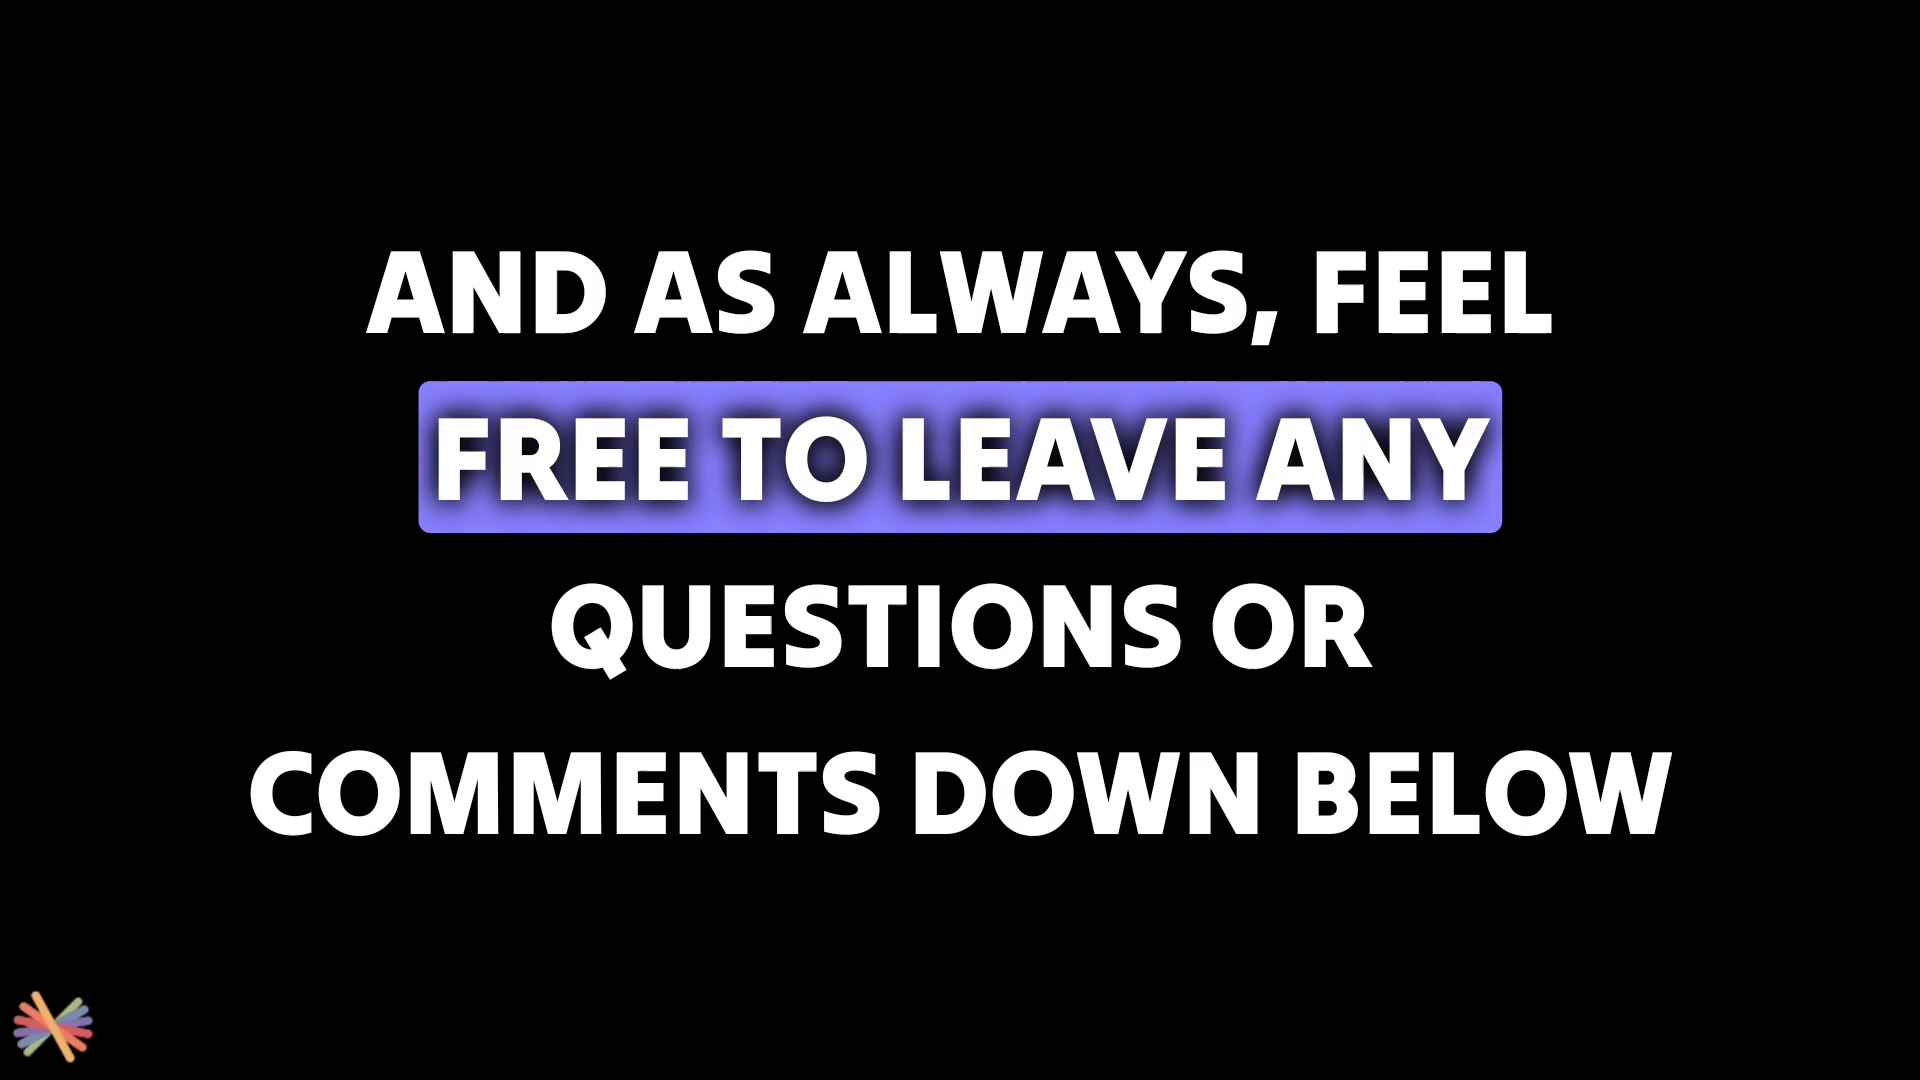 AND AS ALWAYS, FEEL
FREE TO LEAVE ANY
QUESTIONS OR
COMMENTS DOWN BELOW